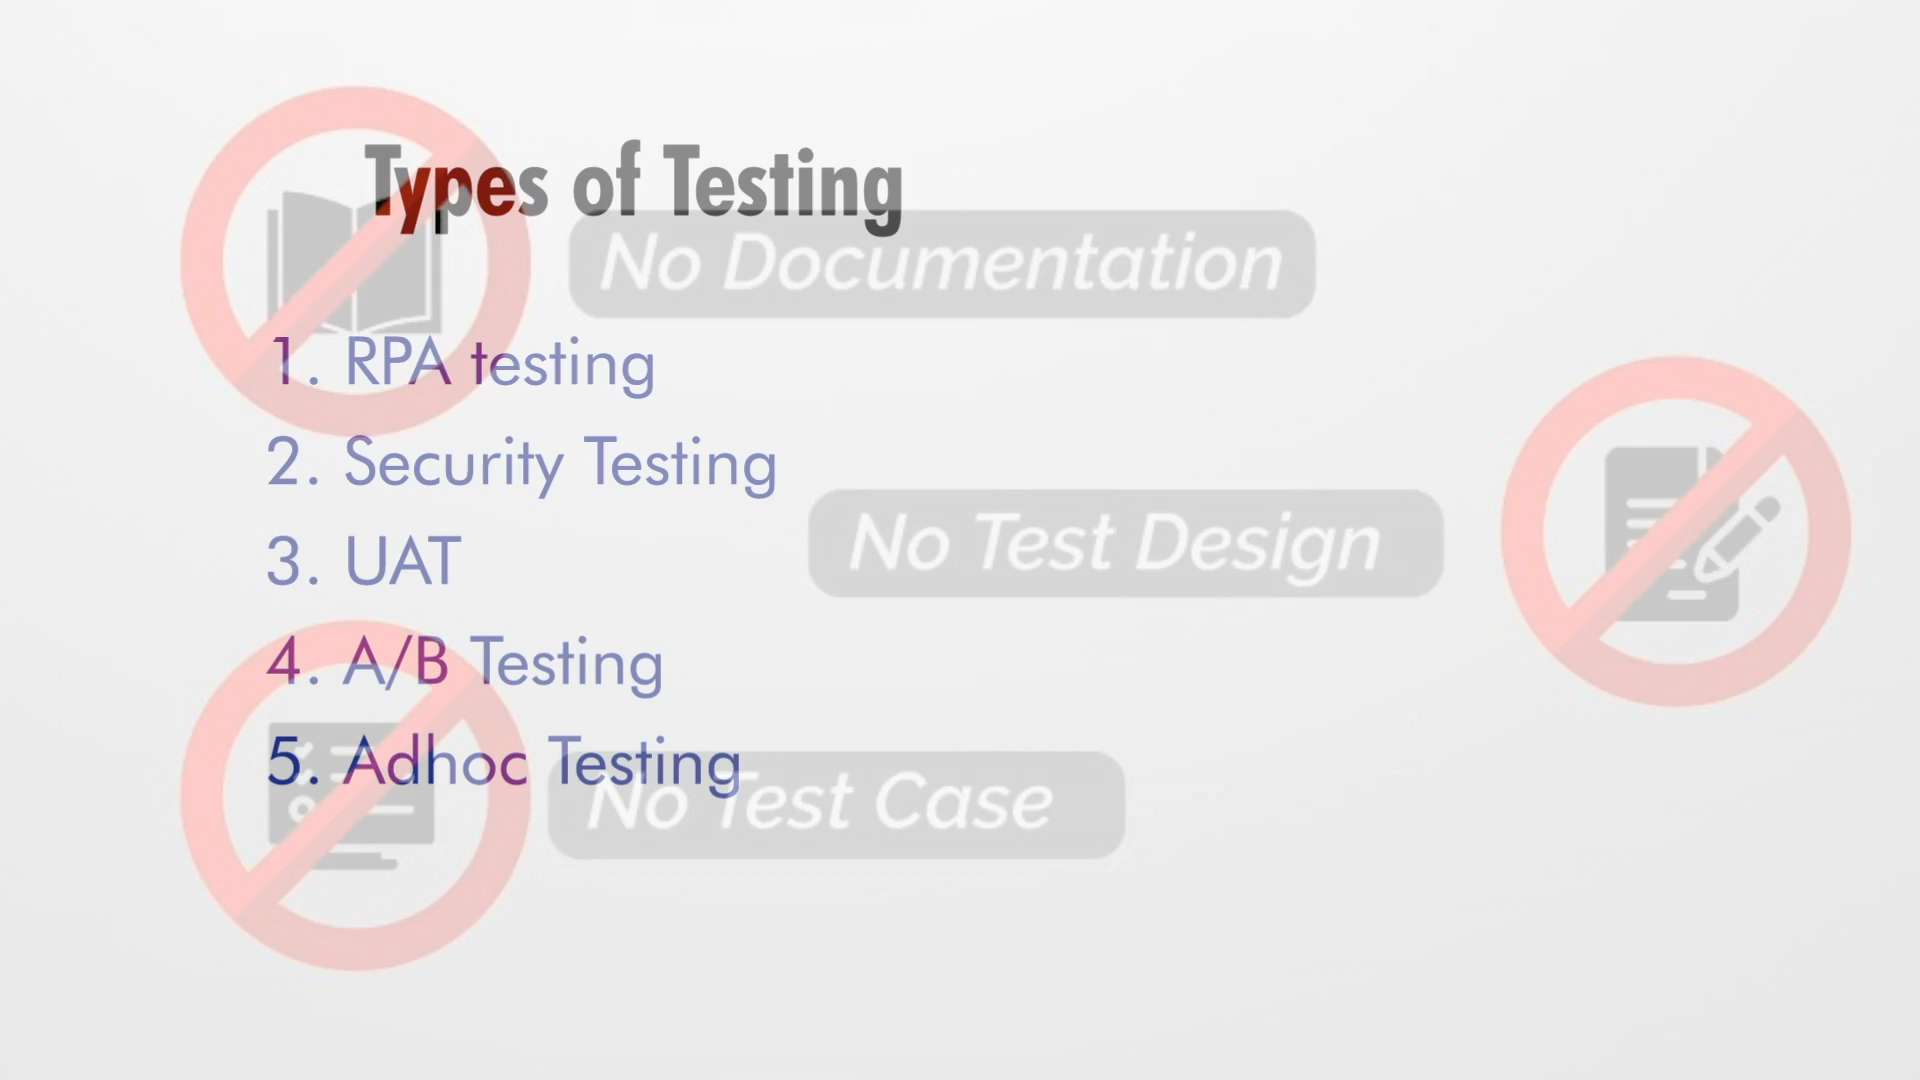 Types of Testing
No Documentation
1. RPA testing
2. Security Testing
No Test Design
3. UAT
4. A/B Testing
5. Adhoc Testing
No Test Case